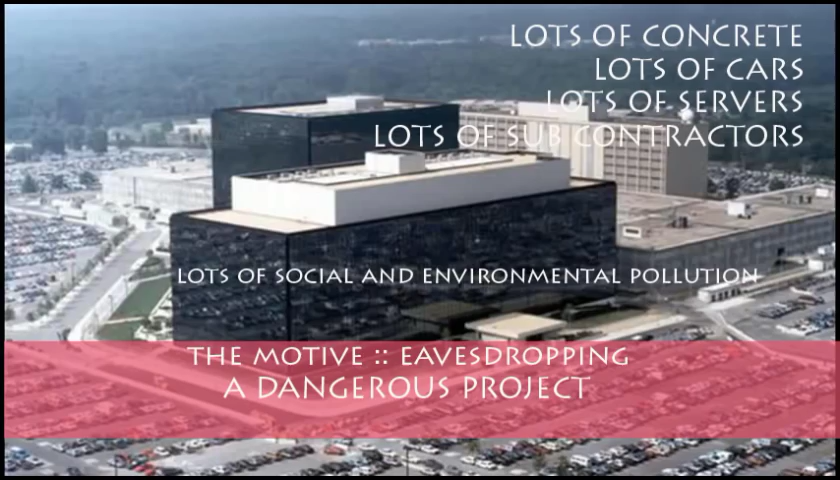 LOTS OF CONCRETE
LOTS OF CARS
LOTS OF SERVERS
LOTS OF SUB CONTRACTORS
LOTS OF SOCIAL AND ENVIRONMENTAL POLLUTION
THE MOTIVE :: EAVESDROPPING
A DANGEROUS PROJECT